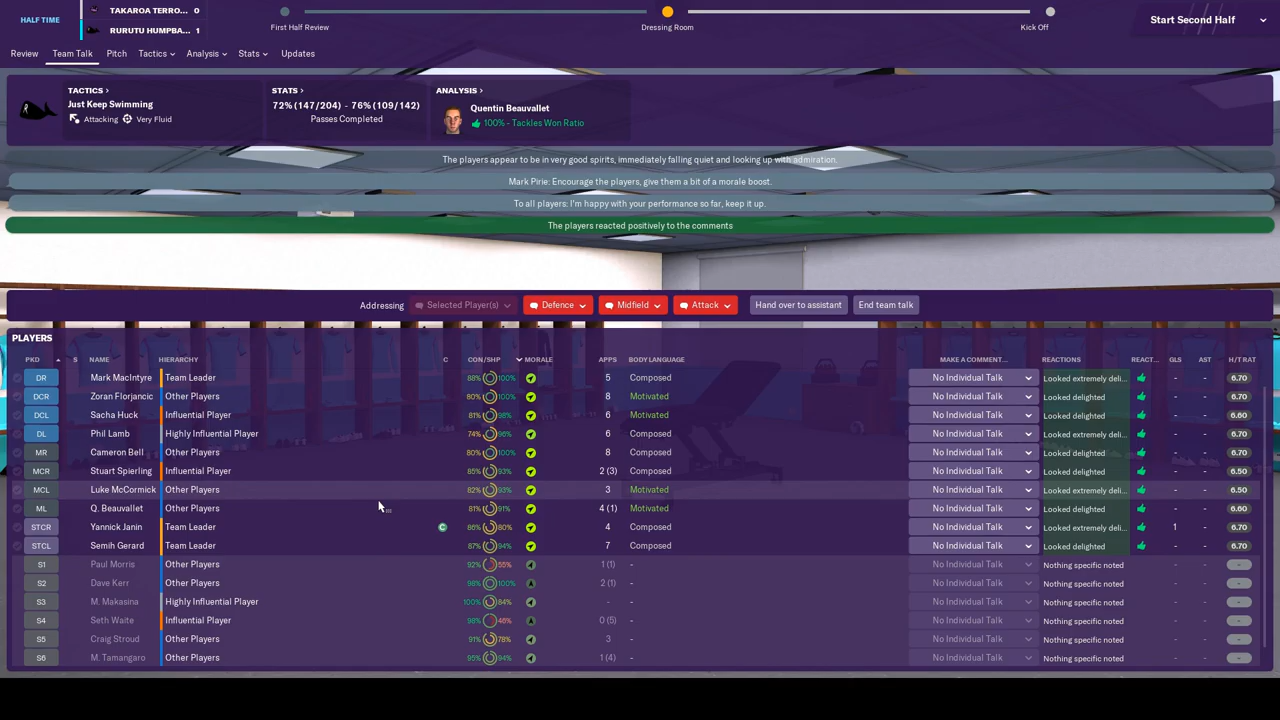 HALF TIME
TAKAROA TERRO... 0
RURUTU HUMPBA... 1
First Half Review
Dressing Room
Kick Off
Start Second Half
Review Team Talk Pitch Tactics Analysis Stats Updates
TACTICS >
Just Keep Swimming
Attacking Very Fluid
STATS >
72% (147/204) - 76% (109/142)
Passes Completed
ANALYSIS >
Quentin Beauvallet
100% - Tackles Won Ratio
The players appear to be in very good spirits, immediately falling quiet and looking up with admiration.
Mark Pirie: Encourage the players, give them a bit of a morale boost.
To all players: I'm happy with your performance so far, keep it up.
The players reacted positively to the comments
Addressing Selected Player(s) Defence Midfield Attack Hand over to assistant End team talk
PLAYERS
PKD S NAME HIERARCHY C CON/SHP MORALE APPS BODY LANGUAGE MAKE A COMMENT... REACTIONS REACT... GLS AST H/T RAT
DR Mark MacIntyre Team Leader 88% 100% 5 Composed No Individual Talk Looked extremely deli... - - 6.70
DCR Zoran Florjancic Other Players 80% 100% 8 Motivated No Individual Talk Looked delighted - - 6.70
DCL Sacha Huck Influential Player 81% 98% 6 Motivated No Individual Talk Looked delighted - - 6.60
DL Phil Lamb Highly Influential Player 74% 96% 6 Composed No Individual Talk Looked extremely deli... - - 6.70
MR Cameron Bell Other Players 80% 100% 8 Composed No Individual Talk Looked delighted - - 6.70
MCR Stuart Spierling Influential Player 85% 93% 2 (3) Composed No Individual Talk Looked delighted - - 6.50
MCL Luke McCormick Other Players 82% 93% 3 Motivated No Individual Talk Looked extremely deli... - - 6.50
ML Q. Beauvallet Other Players 81% 91% 4 (1) Motivated No Individual Talk Looked delighted - - 6.60
STCR Yannick Janin Team Leader C 86% 80% 4 Composed No Individual Talk Looked extremely deli... 1 - 6.70
STCL Semih Gerard Team Leader 87% 94% 7 Composed No Individual Talk Looked delighted - - 6.70
S1 Paul Morris Other Players 92% 55% 1 (1) - No Individual Talk Nothing specific noted - - -
S2 Dave Kerr Other Players 98% 100% 2 (1) - No Individual Talk Nothing specific noted - - -
S3 M. Makasina Highly Influential Player 100% 84% - - No Individual Talk Nothing specific noted - - -
S4 Seth Waite Influential Player 98% 46% 0 (5) - No Individual Talk Nothing specific noted - - -
S5 Craig Stroud Other Players 91% 78% 3 - No Individual Talk Nothing specific noted - - -
S6 M. Tamangaro Other Players 95% 94% 1 (4) - No Individual Talk Nothing specific noted - - -